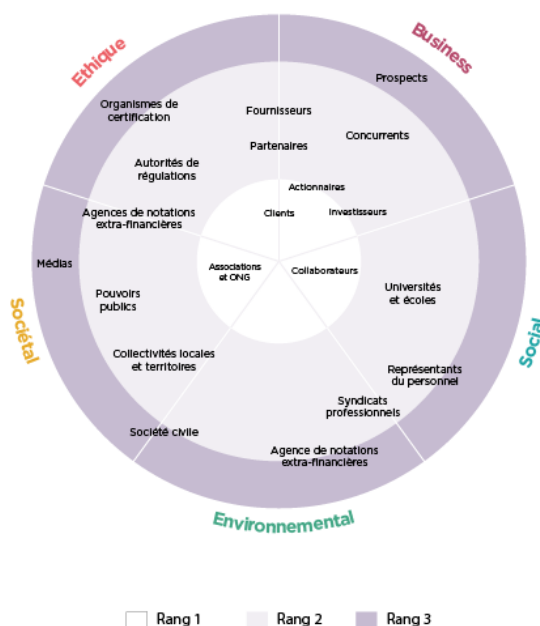 Ethique
Business
Prospects
Organismes de
certification
Fournisseurs
Concurrents
Partenaires
Autorités de
régulations
Actionnaires
Clients
Investisseurs
Agences de notations
extra-financières
Médias
Associations
et ONG
Collaborateurs
Universités
et écoles
Pouvoirs
publics
Sociétal
Social
Collectivités locales
et territoires
Représentants
du personnel
Syndicats
professionnels
Société civile
Agence de notations
extra-financières
Environnemental
Rang 1
Rang 2
Rang 3